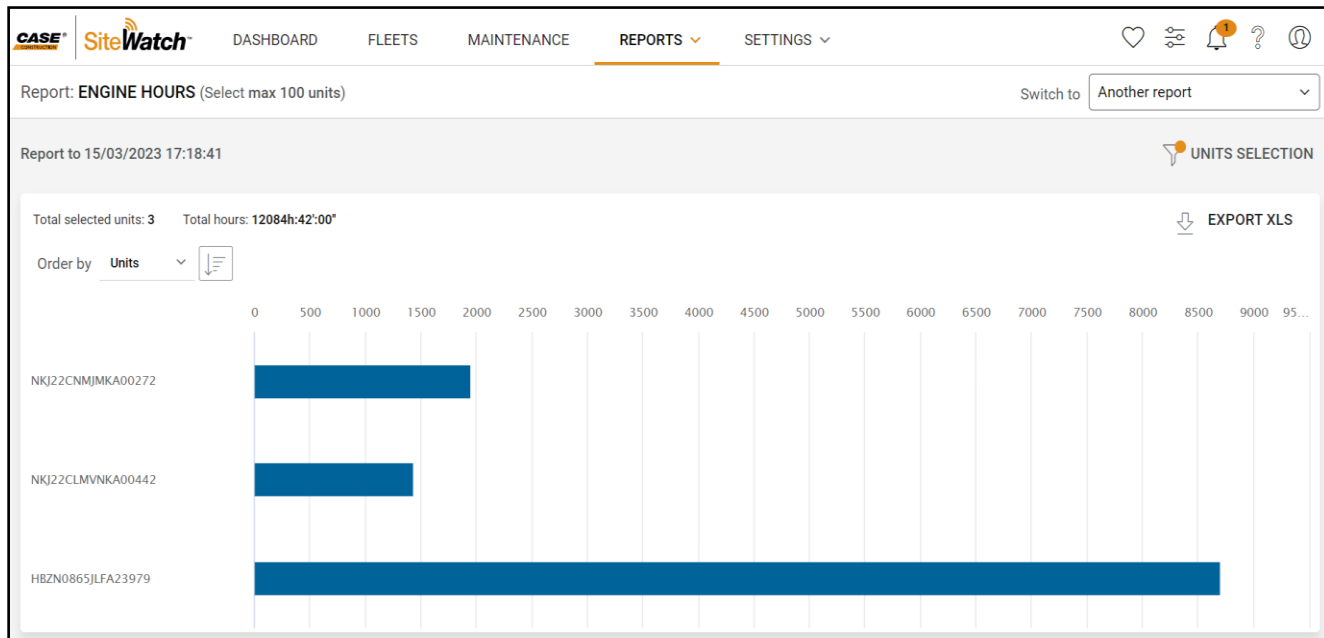 CASE CONSTRUCTION SiteWatch™ DASHBOARD FLEETS MAINTENANCE REPORTS SETTINGS 1
Report: ENGINE HOURS (Select max 100 units) Switch to Another report
Report to 15/03/2023 17:18:41 UNITS SELECTION
Total selected units: 3 Total hours: 12084h:42':00" EXPORT XLS
Order by Units
0 500 1000 1500 2000 2500 3000 3500 4000 4500 5000 5500 6000 6500 7000 7500 8000 8500 9000 95...
NKJ22CNMJMKA00272
NKJ22CLMVNKA00442
HBZN0865JLFA23979